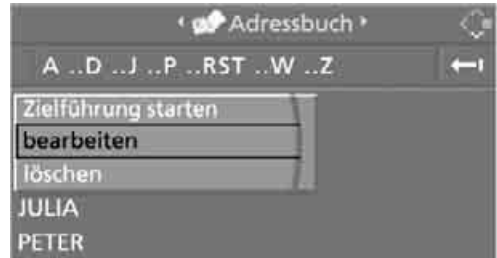 Adressbuch
A ..D ..J ..P ..RST ..W ..Z
Zielführung starten
bearbeiten
löschen
JULIA
PETER